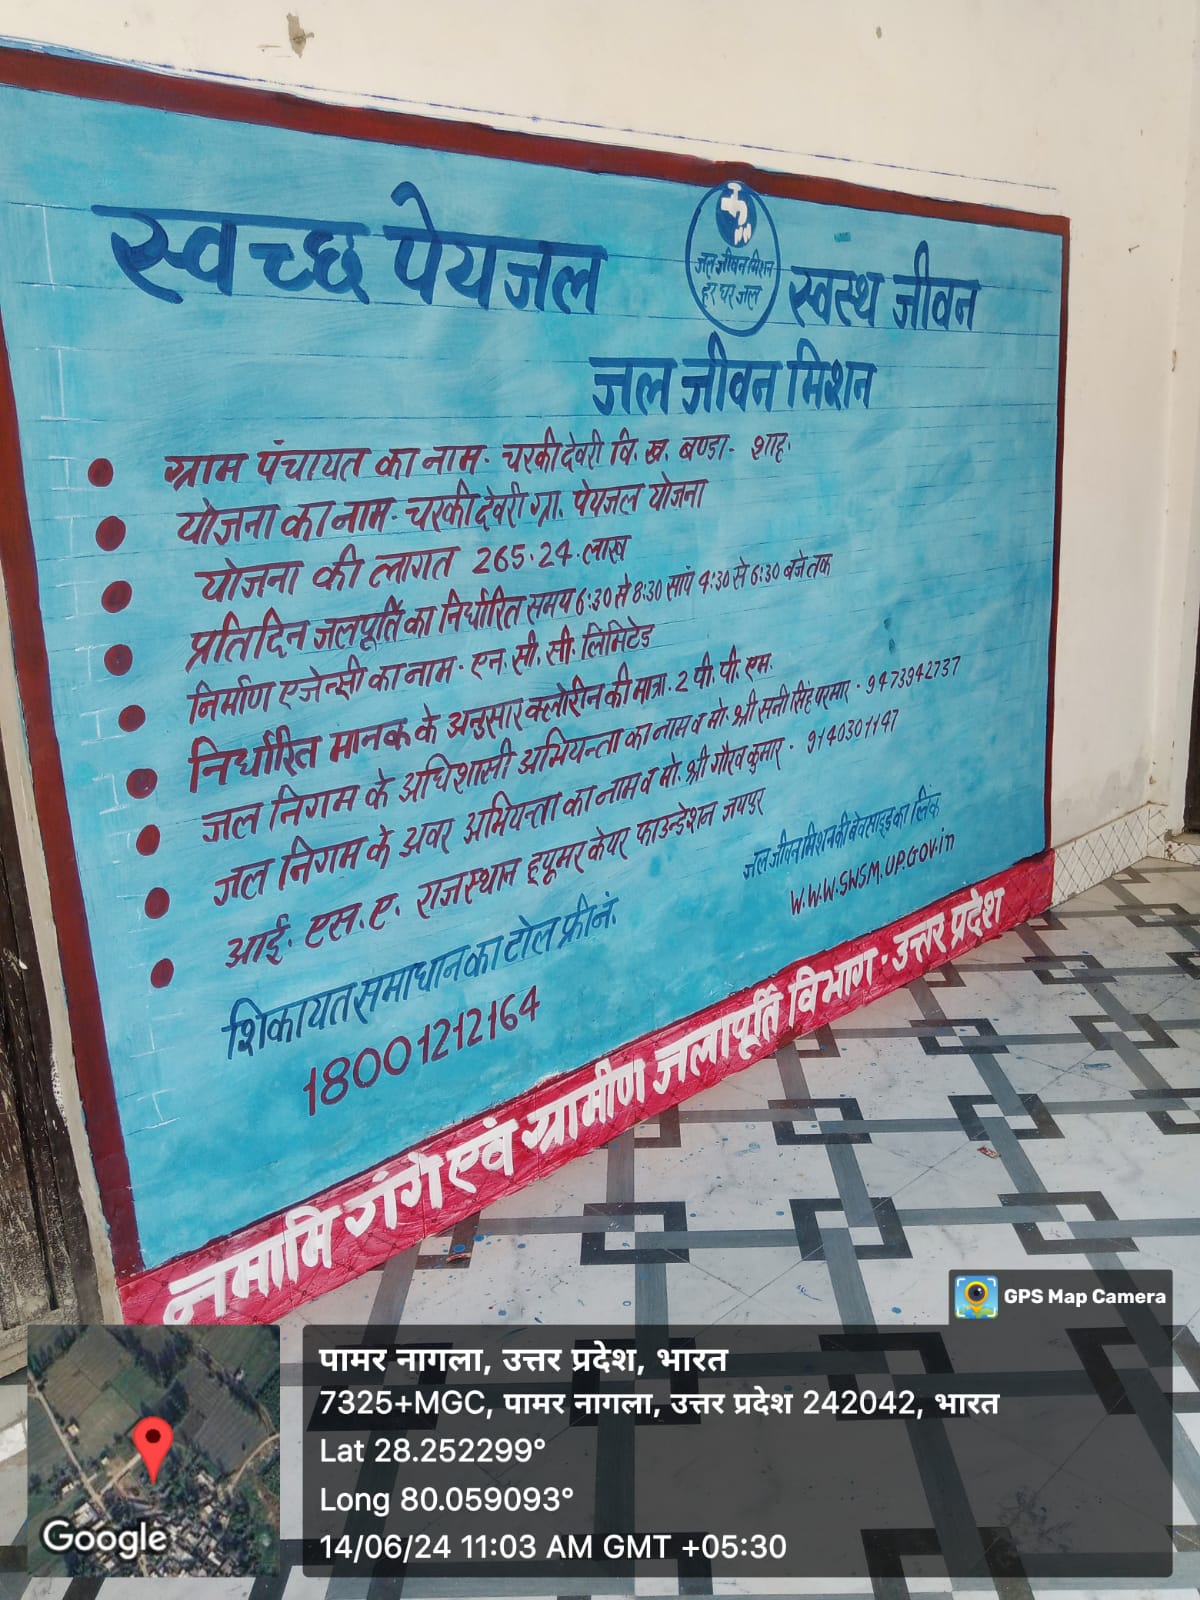 स्वच्छ पेयजल
जल जीवन मिशन
हर घर जल
स्वस्थ जीवन
जल जीवन मिशन
ग्राम पंचायत का नाम- चरकीदेवरी वि. ख. बण्डा- शाह.
योजना का नाम- चरकीदेवरी ग्रा. पेयजल योजना
योजना की लागत 265.24 लाख
प्रतिदिन जलपूर्ति का निर्धारित समय 6:30 से 8:30 सांय 4:30 से 6:30 बजे तक
निर्माण एजेन्सी का नाम- एन. सी. सी. लिमिटेड
निर्धारित मानक के अनुसार क्लोरीन की मात्रा. 2 पी. पी. एम.
जल निगम के अधिशासी अभियन्ता का नाम व मो. श्री सनी सिंह परमार - 9473942737
जल निगम के अवर अभियन्ता का नाम व मो. श्री गौरव कुमार - 9140301147
आई. एस. ए. राजस्थान ह्यूमर केयर फाउन्डेशन जयपुर
शिकायत समाधान का टोल फ्री नं.
18001212164
जल जीवन मिशन की बेवसाइड का लिंक
W.W.W.SWSM.UP.GOV.in
नमामि गंगे एवं ग्रामीण जलापूर्ति विभाग - उत्तर प्रदेश
GPS Map Camera
पामर नागला, उत्तर प्रदेश, भारत
7325+MGC, पामर नागला, उत्तर प्रदेश 242042, भारत
Lat 28.252299°
Long 80.059093°
14/06/24 11:03 AM GMT +05:30
Google